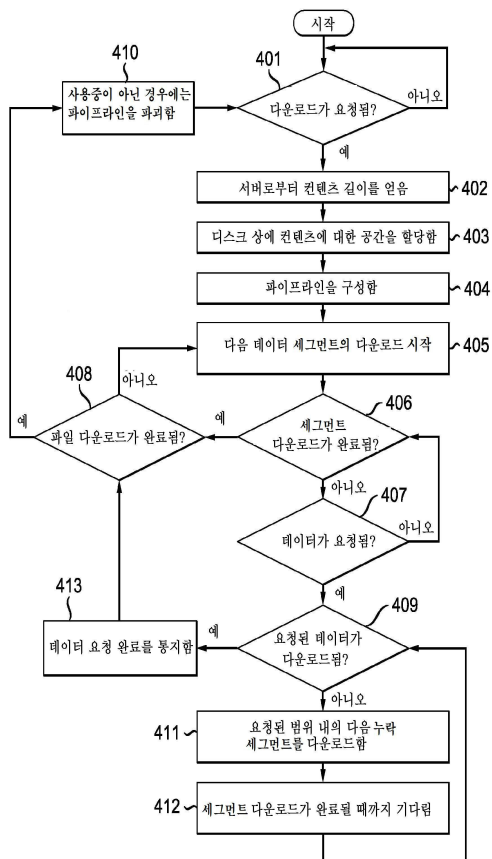 시작
410
사용중이 아닌 경우에는
파이프라인을 파괴함
401
다운로드가 요청됨?
아니오
예
서버로부터 컨텐츠 길이를 얻음
402
디스크 상에 컨텐츠에 대한 공간을 할당함
403
파이프라인을 구성함
404
다음 데이터 세그먼트의 다운로드 시작
405
408
아니오
예
파일 다운로드가 완료됨?
예
406
세그먼트
다운로드가 완료됨?
아니오
407
데이터가 요청됨?
아니오
예
413
데이터 요청 완료를 통지함
예
409
요청된 데이터가
다운로드됨?
아니오
411
요청된 범위 내의 다음 누락
세그먼트를 다운로드함
412
세그먼트 다운로드가 완료될 때까지 기다림